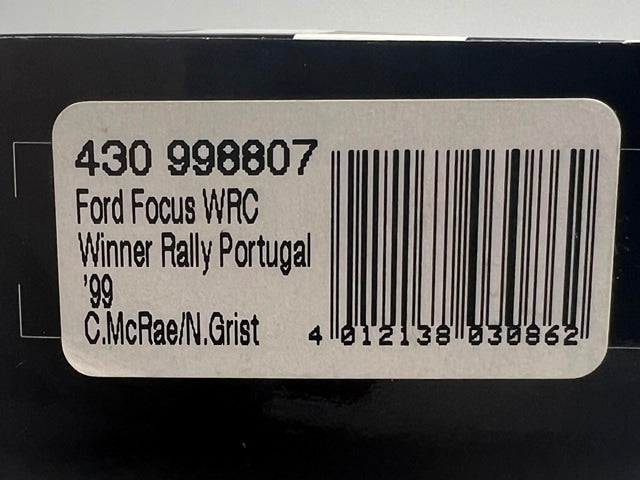 430 998807
Ford Focus WRC
Winner Rally Portugal
'99
C.McRae/N.Grist
4 012138 030862